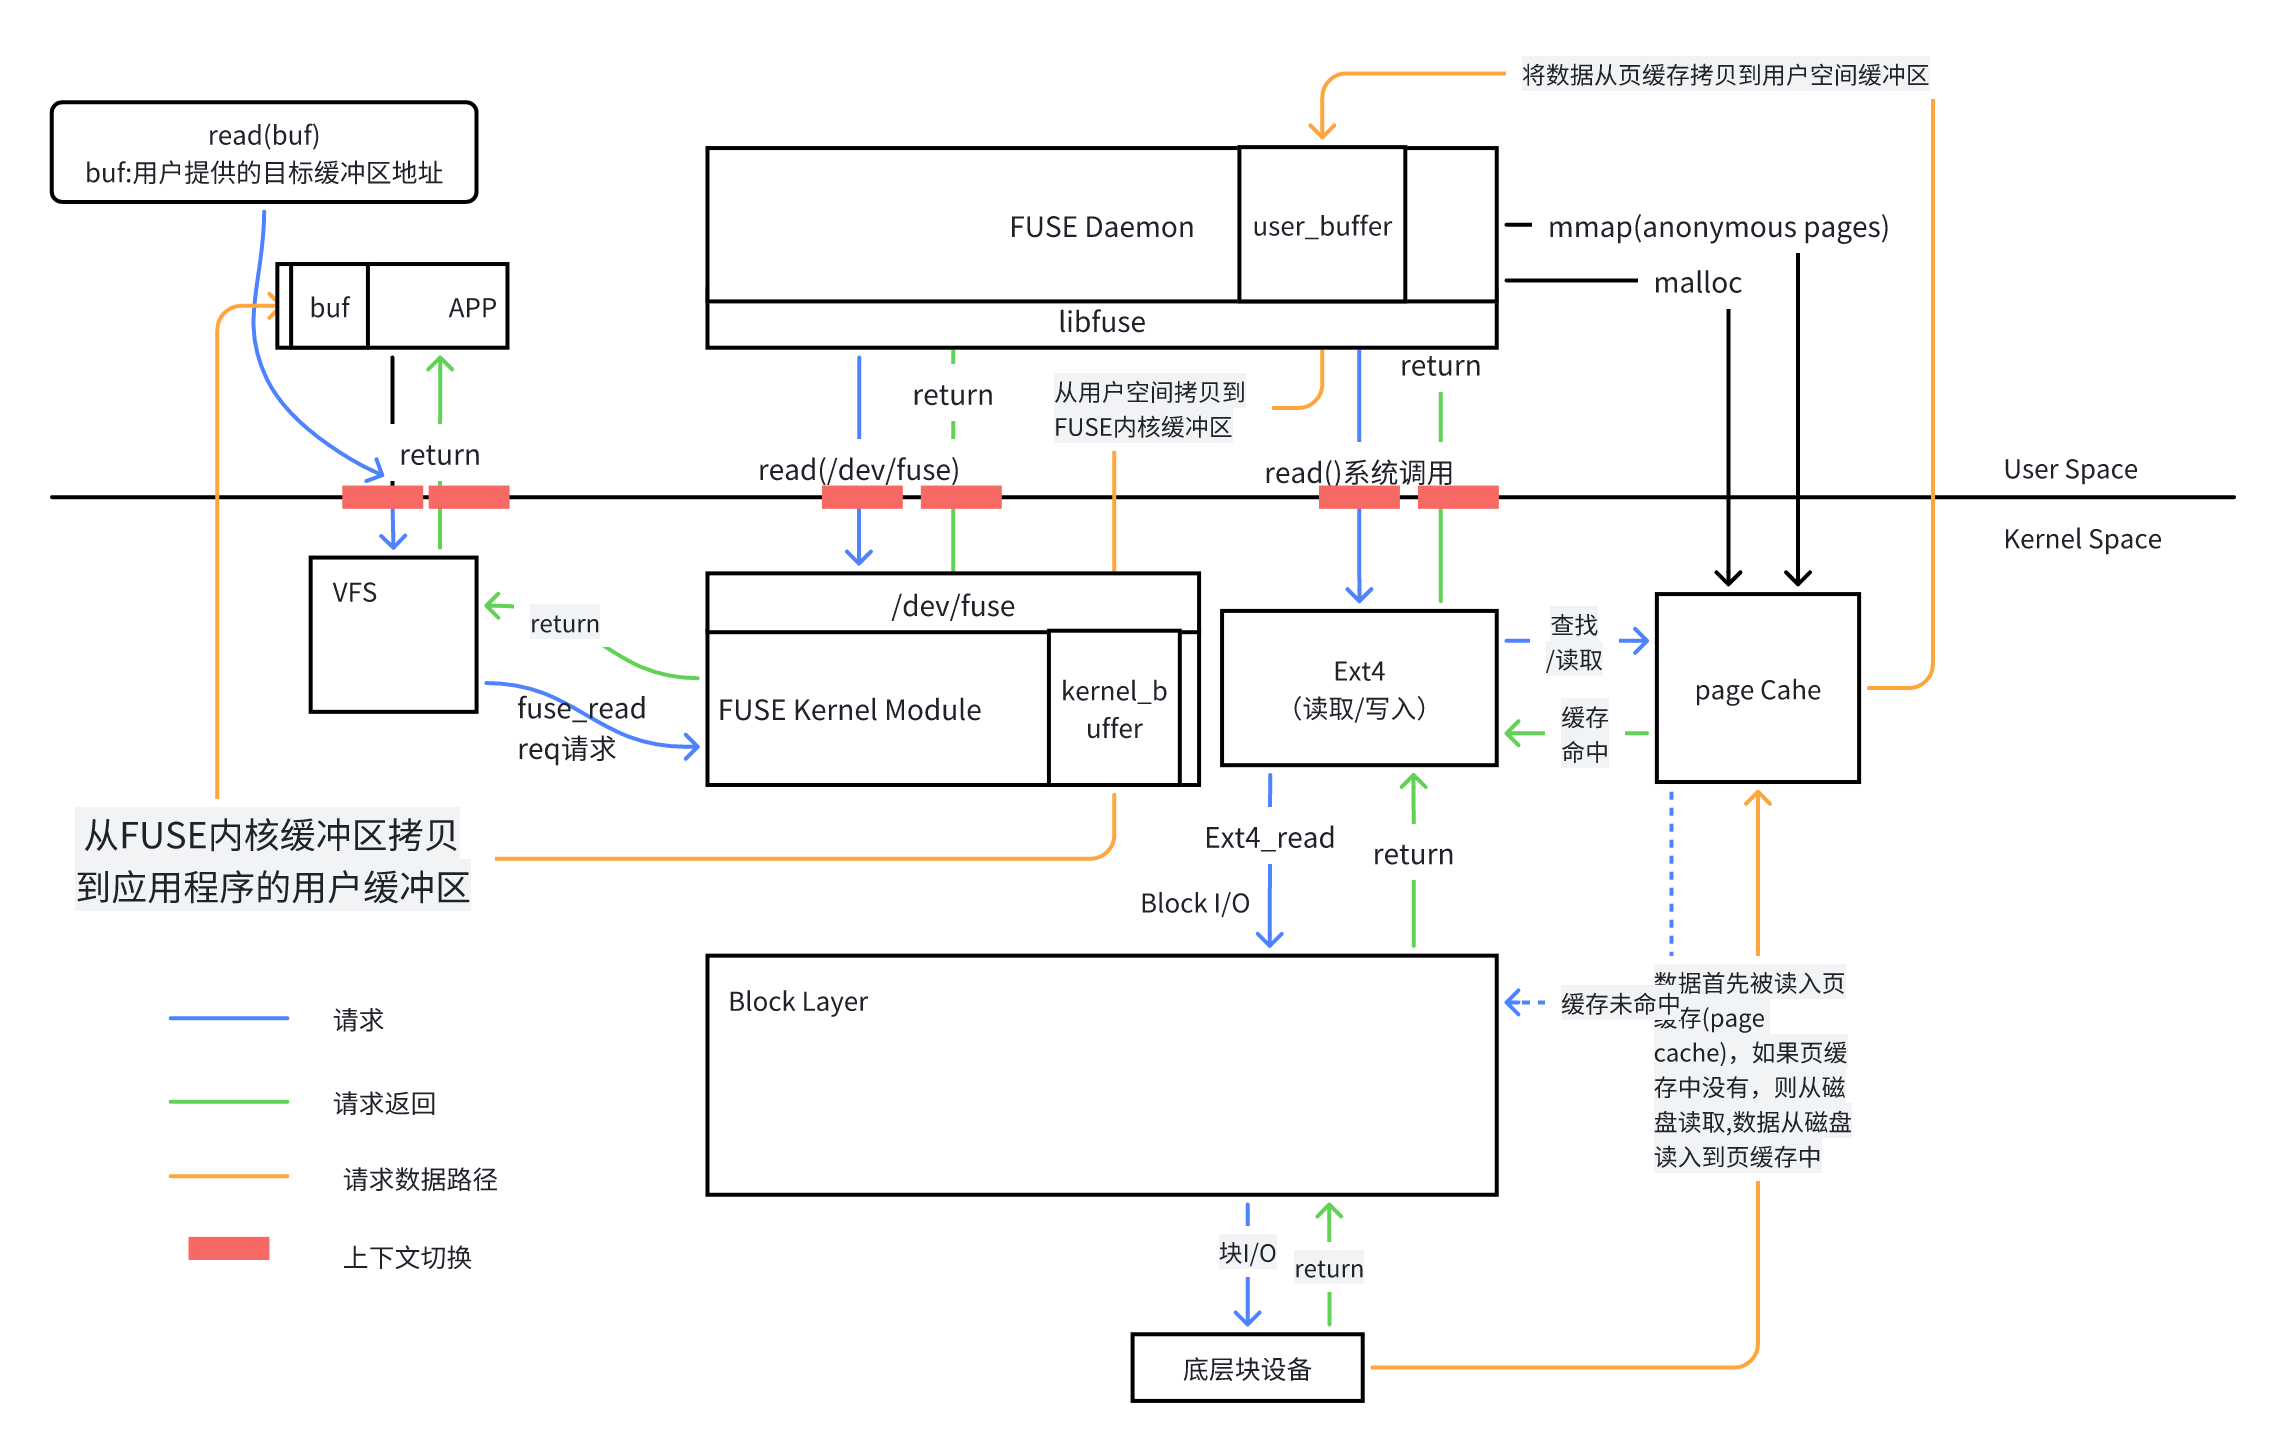 将数据从页缓存拷贝到用户空间缓冲区
read(buf)
buf:用户提供的目标缓冲区地址
FUSE Daemon
user_buffer
mmap(anonymous pages)
malloc
buf
APP
libfuse
return
return
从用户空间拷贝到
FUSE内核缓冲区
return
read(/dev/fuse)
read()系统调用
User Space
Kernel Space
VFS
/dev/fuse
return
查找
/读取
FUSE Kernel Module
kernel_b
uffer
Ext4
（读取/写入）
page Cahe
fuse_read
req请求
缓存
命中
从FUSE内核缓冲区拷贝
到应用程序的用户缓冲区
Ext4_read
return
Block I/O
Block Layer
缓存未命中
数据首先被读入页
缓存(page
cache)，如果页缓
存中没有，则从磁
盘读取,数据从磁盘
读入到页缓存中
请求
请求返回
请求数据路径
上下文切换
块I/O
return
底层块设备